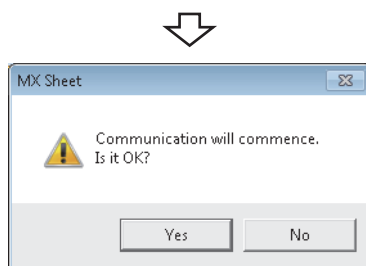 MX Sheet
Communication will commence.
Is it OK?
Yes
No